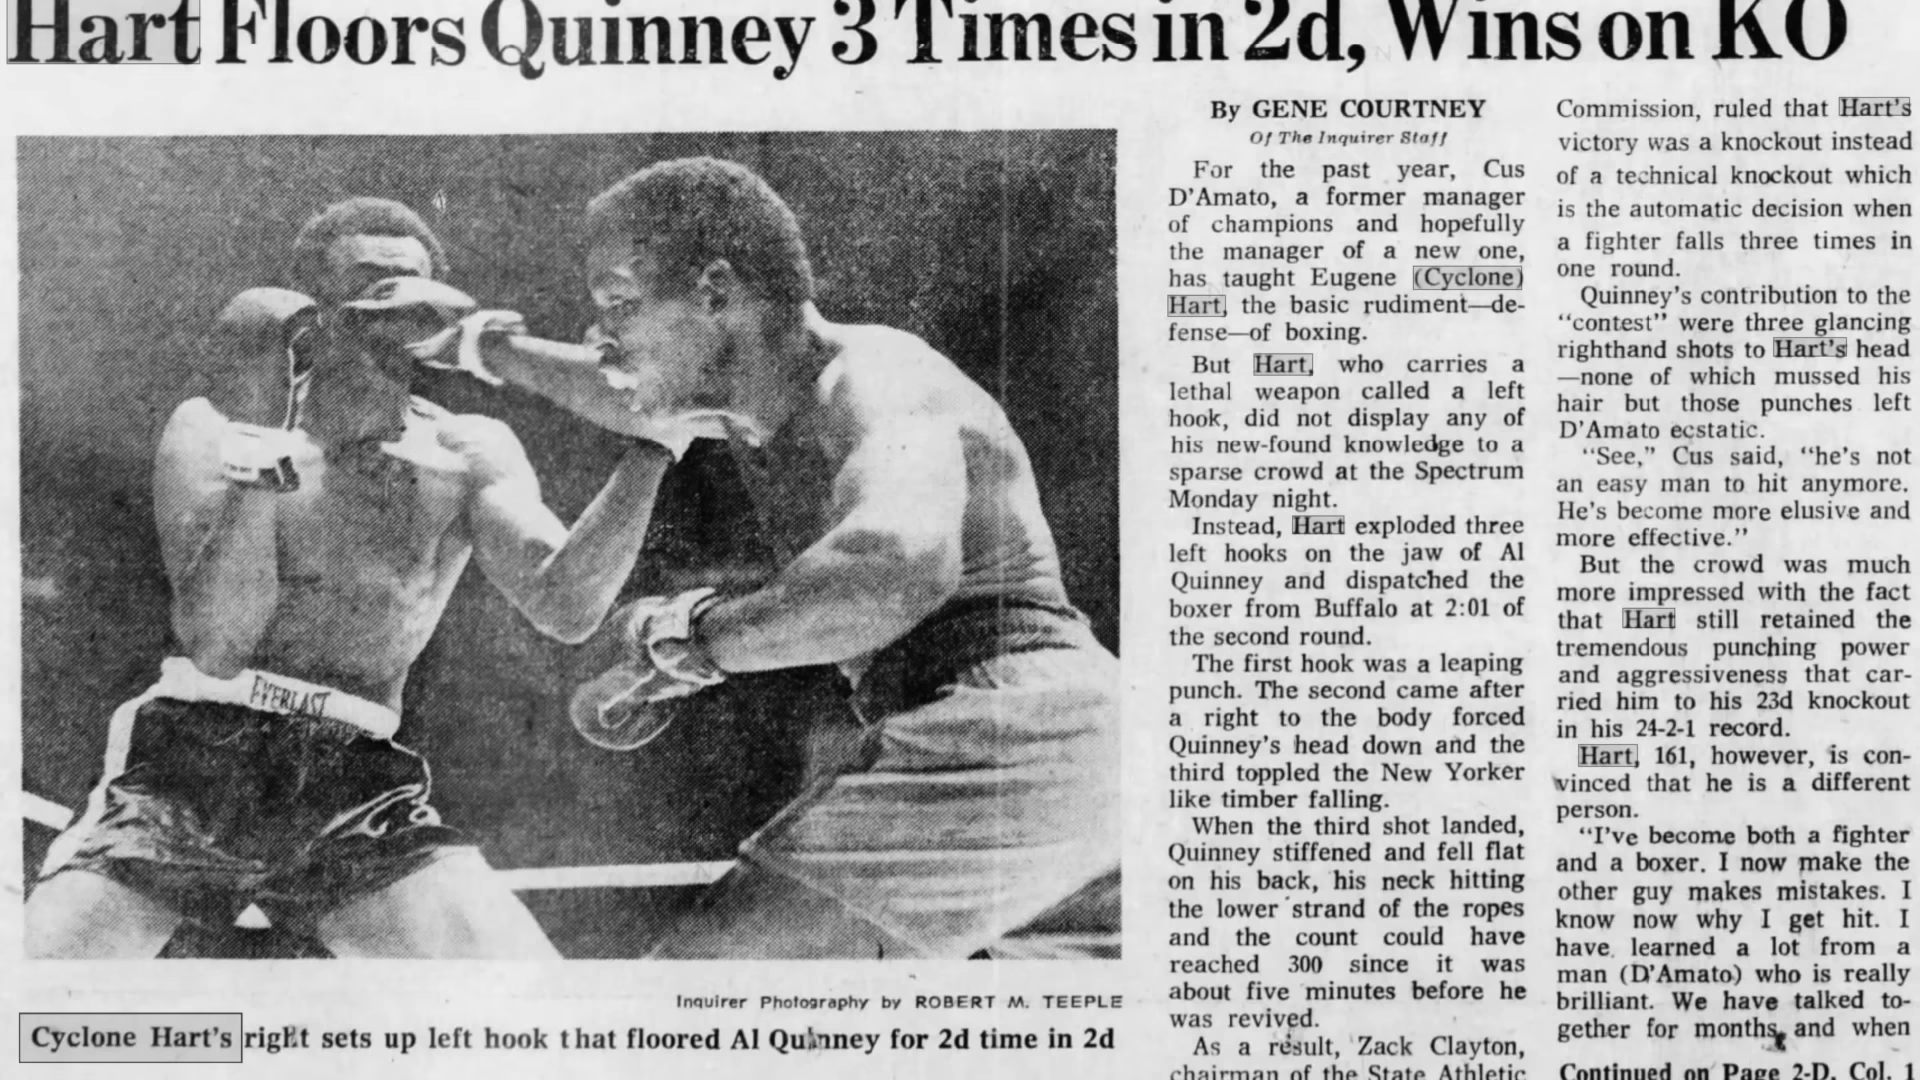 Hart Floors Quinney 3 Times in 2d, Wins on KO
EVERLAST
Inquirer Photography by ROBERT M. TEEPLE
Cyclone Hart's right sets up left hook that floored Al Quinney for 2d time in 2d
By GENE COURTNEY
Of The Inquirer Staff
For the past year, Cus
D'Amato, a former manager
of champions and hopefully
the manager of a new one,
has taught Eugene (Cyclone)
Hart, the basic rudiment—de-
fense—of boxing.
But Hart, who carries a
lethal weapon called a left
hook, did not display any of
his new-found knowledge to a
sparse crowd at the Spectrum
Monday night.
Instead, Hart exploded three
left hooks on the jaw of Al
Quinney and dispatched the
boxer from Buffalo at 2:01 of
the second round.
The first hook was a leaping
punch. The second came after
a right to the body forced
Quinney's head down and the
third toppled the New Yorker
like timber falling.
When the third shot landed,
Quinney stiffened and fell flat
on his back, his neck hitting
the lower strand of the ropes
and the count could have
reached 300 since it was
about five minutes before he
was revived.
As a result, Zack Clayton,
chairman of the State Athletic
Commission, ruled that Hart's
victory was a knockout instead
of a technical knockout which
is the automatic decision when
a fighter falls three times in
one round.
Quinney's contribution to the
"contest" were three glancing
righthand shots to Hart's head
—none of which mussed his
hair but those punches left
D'Amato ecstatic.
"See," Cus said, "he's not
an easy man to hit anymore.
He's become more elusive and
more effective."
But the crowd was much
more impressed with the fact
that Hart still retained the
tremendous punching power
and aggressiveness that car-
ried him to his 23d knockout
in his 24-2-1 record.
Hart, 161, however, is con-
vinced that he is a different
person.
"I've become both a fighter
and a boxer. I now make the
other guy makes mistakes. I
know now why I get hit. I
have learned a lot from a
man (D'Amato) who is really
brilliant. We have talked to-
gether for months and when
Continued on Page 2-D, Col. 1